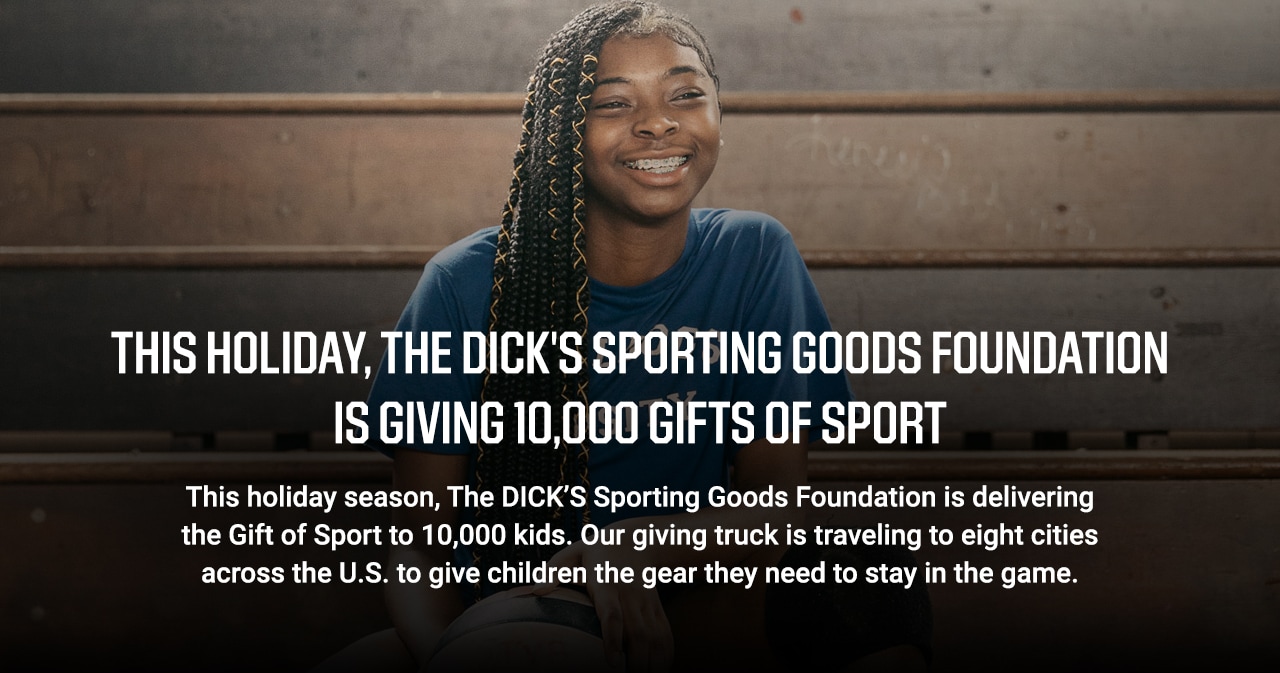 THIS HOLIDAY, THE DICK'S SPORTING GOODS FOUNDATION
IS GIVING 10,000 GIFTS OF SPORT
This holiday season, The DICK’S Sporting Goods Foundation is delivering
the Gift of Sport to 10,000 kids. Our giving truck is traveling to eight cities
across the U.S. to give children the gear they need to stay in the game.